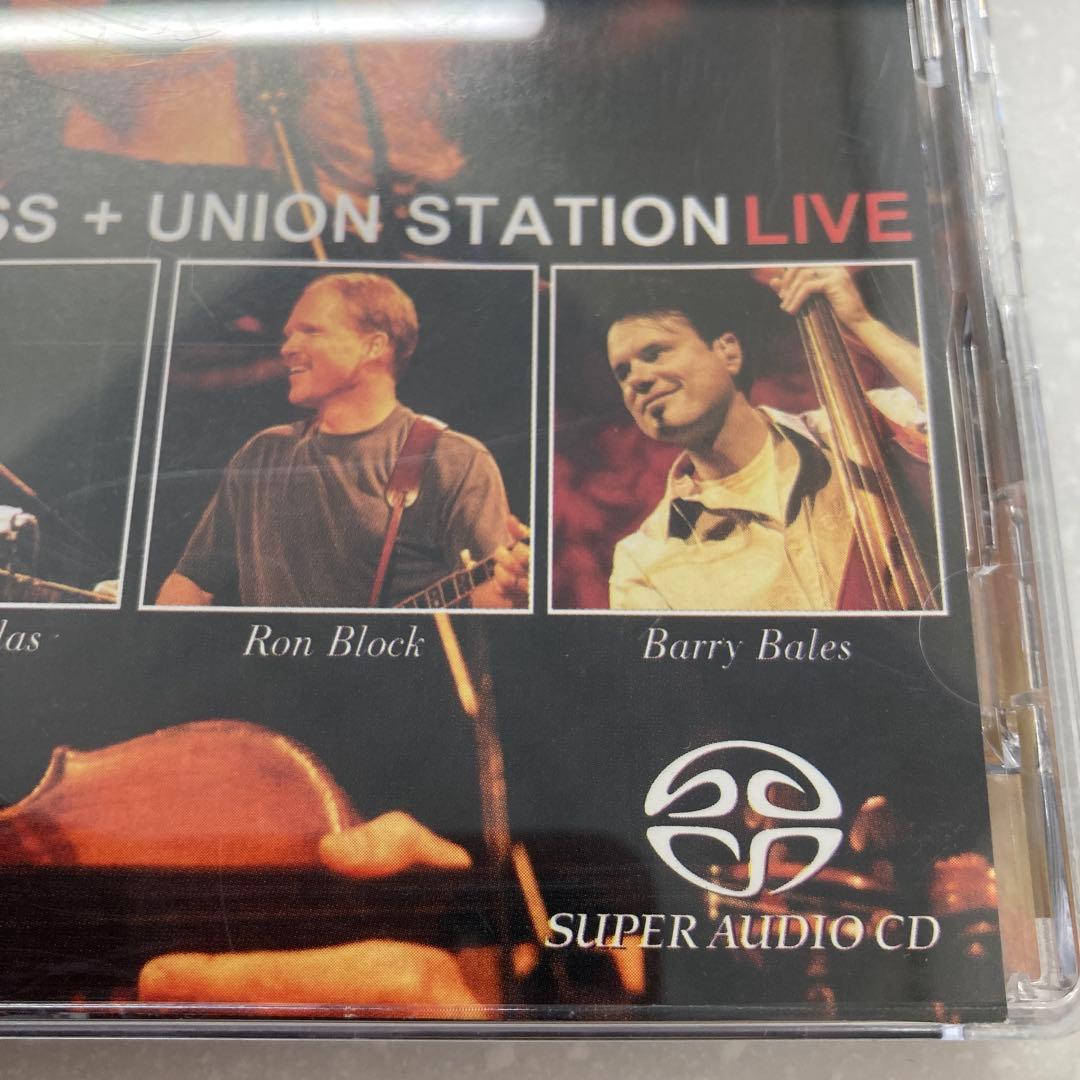 SS + UNION STATION LIVE
las
Ron Block
Barry Bales
SUPER AUDIO CD